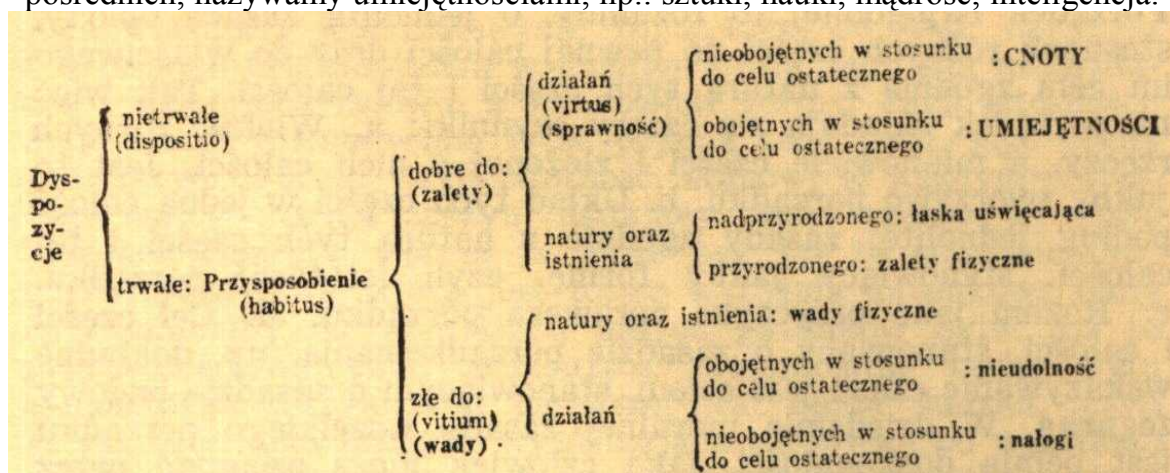 pośrednich, nazywamy umiejętnościami, np.: sztuki, nauki, mądrość, inteligencja.
Dys-
po-
zy-
cje
nietrwałe
(dispositio)
trwałe: Przysposobienie
(habitus)
dobre do:
(zalety)
działań
(virtus)
(sprawność)
nieobojętnych w stosunku
do celu ostatecznego : CNOTY
obojętnych w stosunku
do celu ostatecznego : UMIEJĘTNOŚCI
natury oraz
istnienia
nadprzyrodzonego: łaska uświęcająca
przyrodzonego: zalety fizyczne
złe do:
(vitium)
(wady)
natury oraz istnienia: wady fizyczne
działań
obojętnych w stosunku
do celu ostatecznego : nieudolność
nieobojętnych w stosunku
do celu ostatecznego : nałogi